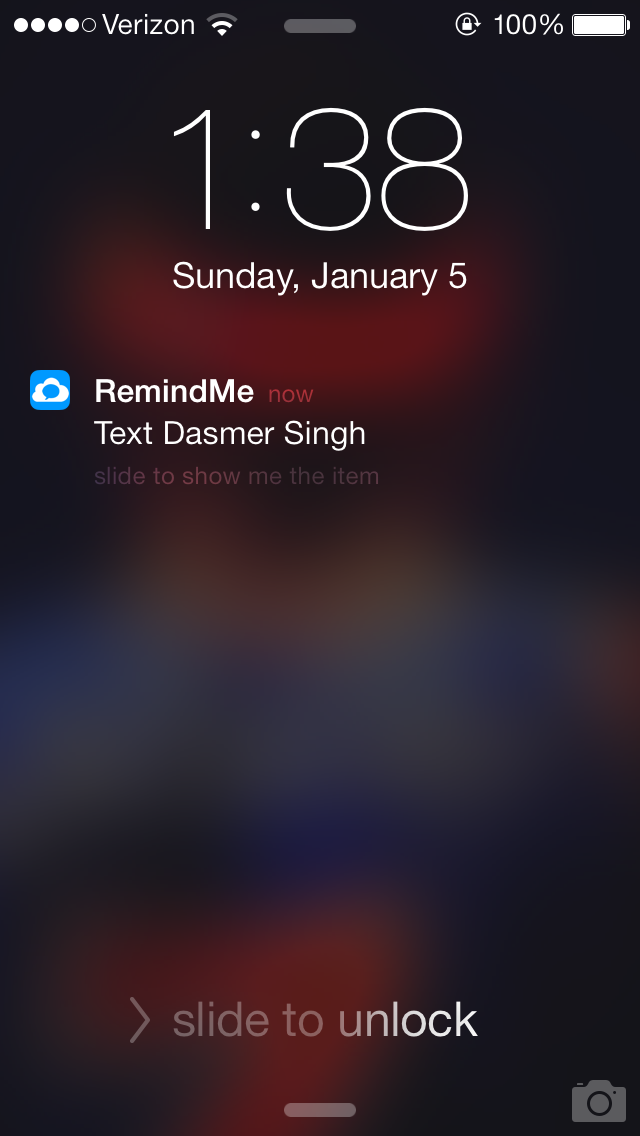 Verizon 100%
1:38
Sunday, January 5
RemindMe now
Text Dasmer Singh
slide to show me the item
slide to unlock